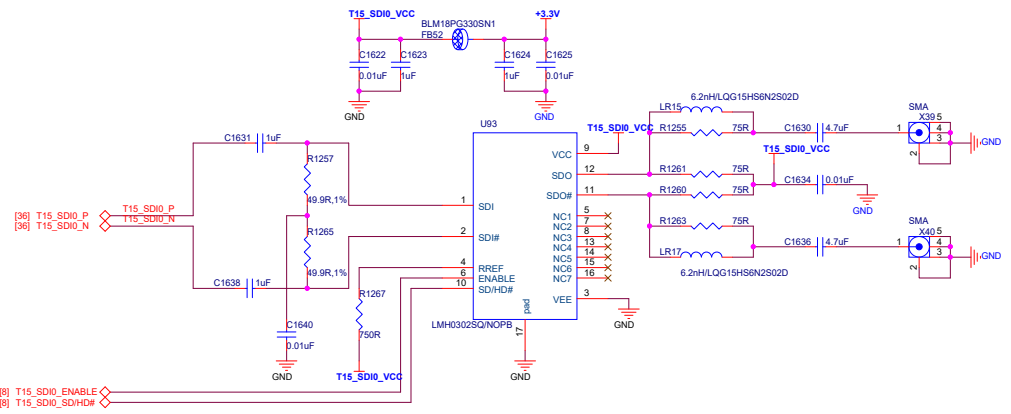 T15_SDI0_VCC
+3.3V
BLM18PG330SN1
FB52
C1622
C1623
C1624
C1625
0.01uF
1uF
1uF
0.01uF
GND
GND
6.2nH/LQG15HS6N2S02D
LR15
SMA
X39
5
4
3
1
2
GND
U93
T15_SDI0_VCC
R1255
75R
C1630
4.7uF
C1631
1uF
T15_SDI0_VCC
VCC
9
SDO
12
R1261
75R
C1634
0.01uF
GND
R1257
49.9R,1%
SDO#
11
R1260
75R
1
SDI
[36] T15_SDI0_P
T15_SDI0_P
[36] T15_SDI0_N
T15_SDI0_N
NC1
5
NC2
7
NC3
8
NC4
13
NC5
14
NC6
15
NC7
16
R1263
75R
SMA
X40
5
4
3
1
2
GND
R1265
49.9R,1%
2
SDI#
LR17
C1636
4.7uF
6.2nH/LQG15HS6N2S02D
4
RREF
6
ENABLE
10
SD/HD#
C1638
1uF
R1267
750R
VEE
3
GND
pad
17
LMH0302SQ/NOPB
C1640
0.01uF
GND
T15_SDI0_VCC
GND
8] T15_SDI0_ENABLE
8] T15_SDI0_SD/HD#